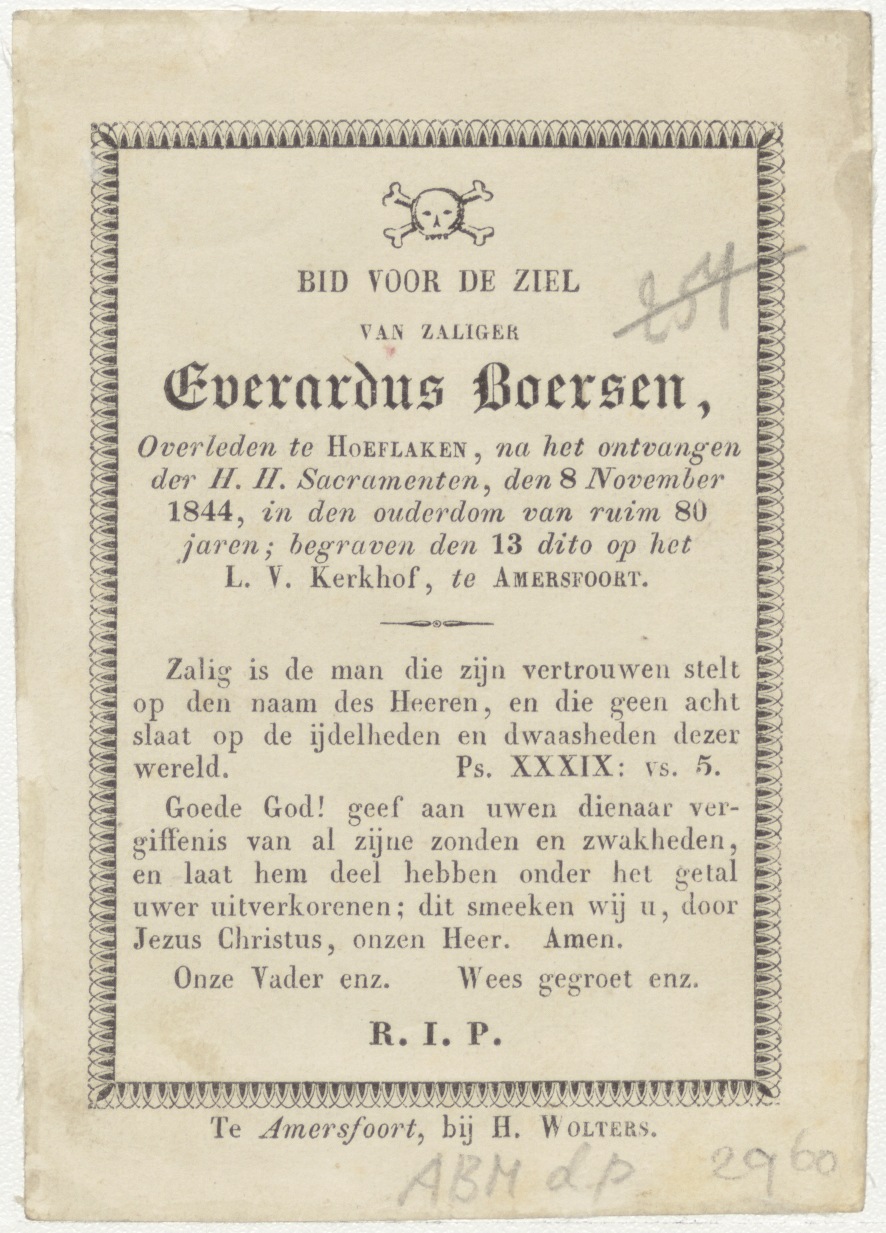 BID VOOR DE ZIEL
257
VAN ZALIGER
Everardus Boersen,
Overleden te HOEFLAKEN, na het ontvangen
der H. H. Sacramenten, den 8 November
1844, in den ouderdom van ruim 80
jaren; begraven den 13 dito op het
L. V. Kerkhof, te AMERSFOORT.
Zalig is de man die zijn vertrouwen stelt
op den naam des Heeren, en die geen acht
slaat op de ijdelheden en dwaasheden dezer
wereld. Ps. XXXIX: vs. 5.
Goede God! geef aan uwen dienaar ver-
giffenis van al zijne zonden en zwakheden,
en laat hem deel hebben onder het getal
uwer uitverkorenen; dit smeeken wij u, door
Jezus Christus, onzen Heer. Amen.
Onze Vader enz. Wees gegroet enz.
R. I. P.
Te Amersfoort, bij H. WOLTERS.
ABM dp 2960